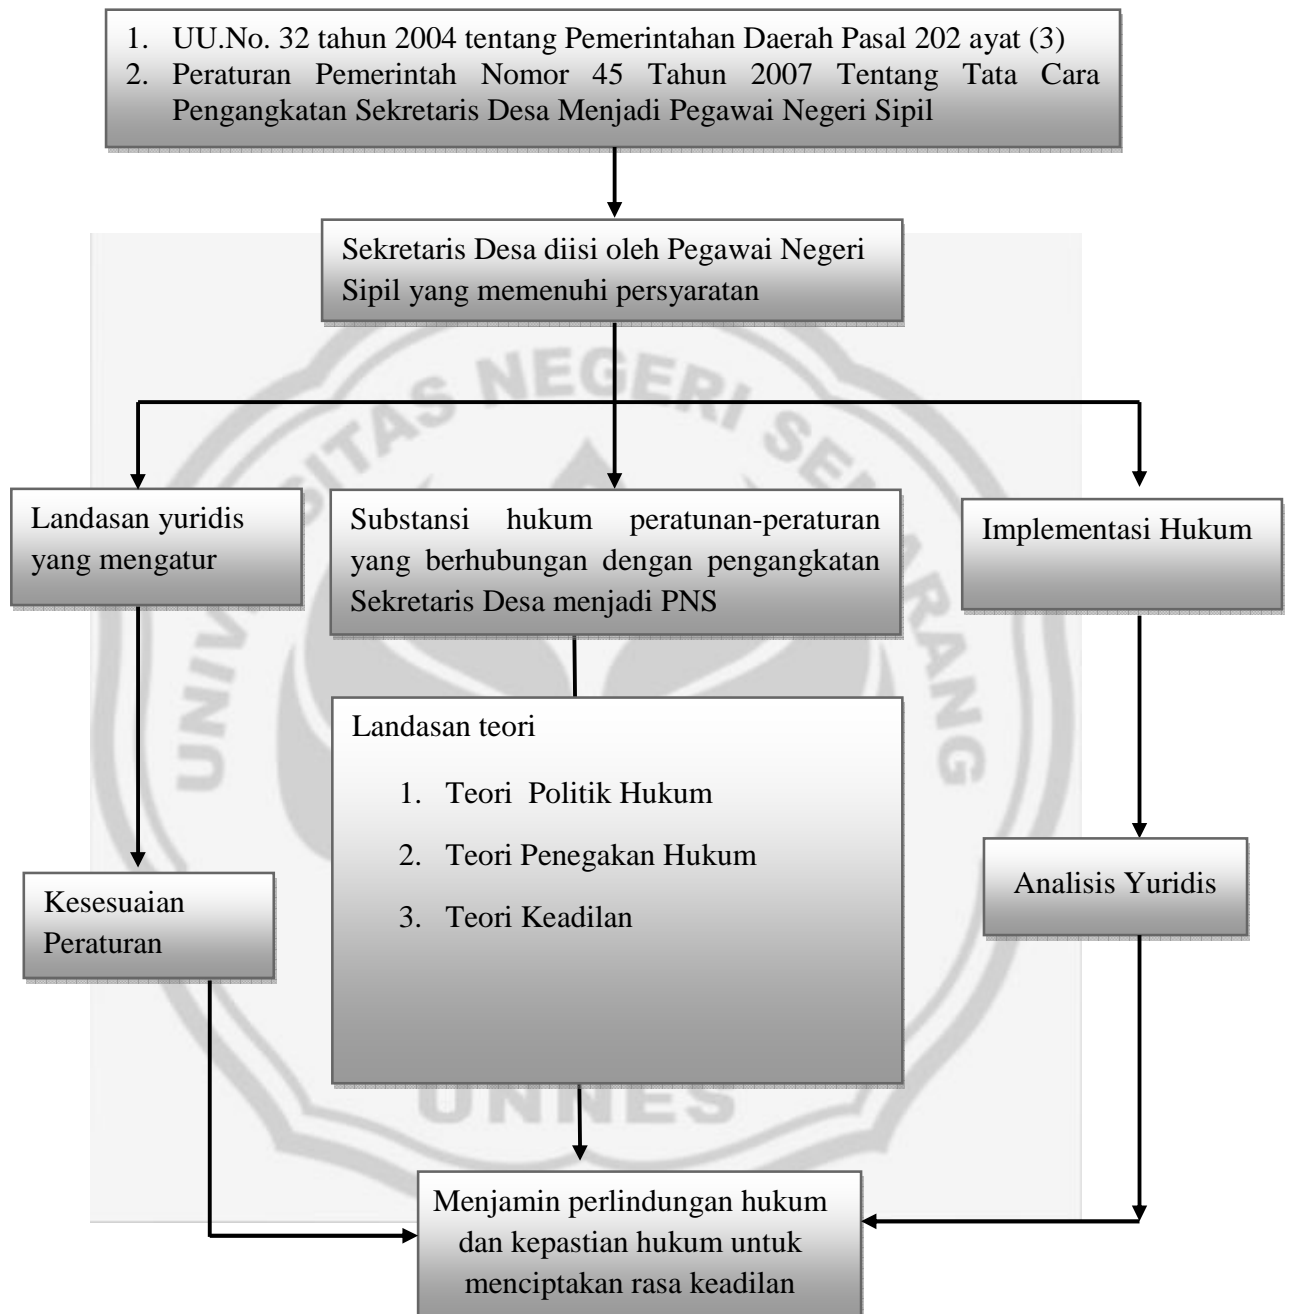 1. UU.No. 32 tahun 2004 tentang Pemerintahan Daerah Pasal 202 ayat (3)
2. Peraturan Pemerintah Nomor 45 Tahun 2007 Tentang Tata Cara
Pengangkatan Sekretaris Desa Menjadi Pegawai Negeri Sipil
Sekretaris Desa diisi oleh Pegawai Negeri
Sipil yang memenuhi persyaratan
UNIVERSITAS NEGERI SEMARANG
Landasan yuridis
yang mengatur
Substansi hukum peratunan-peraturan
yang berhubungan dengan pengangkatan
Sekretaris Desa menjadi PNS
Implementasi Hukum
Landasan teori
1. Teori Politik Hukum
2. Teori Penegakan Hukum
3. Teori Keadilan
Kesesuaian
Peraturan
Analisis Yuridis
UNNES
Menjamin perlindungan hukum
dan kepastian hukum untuk
menciptakan rasa keadilan